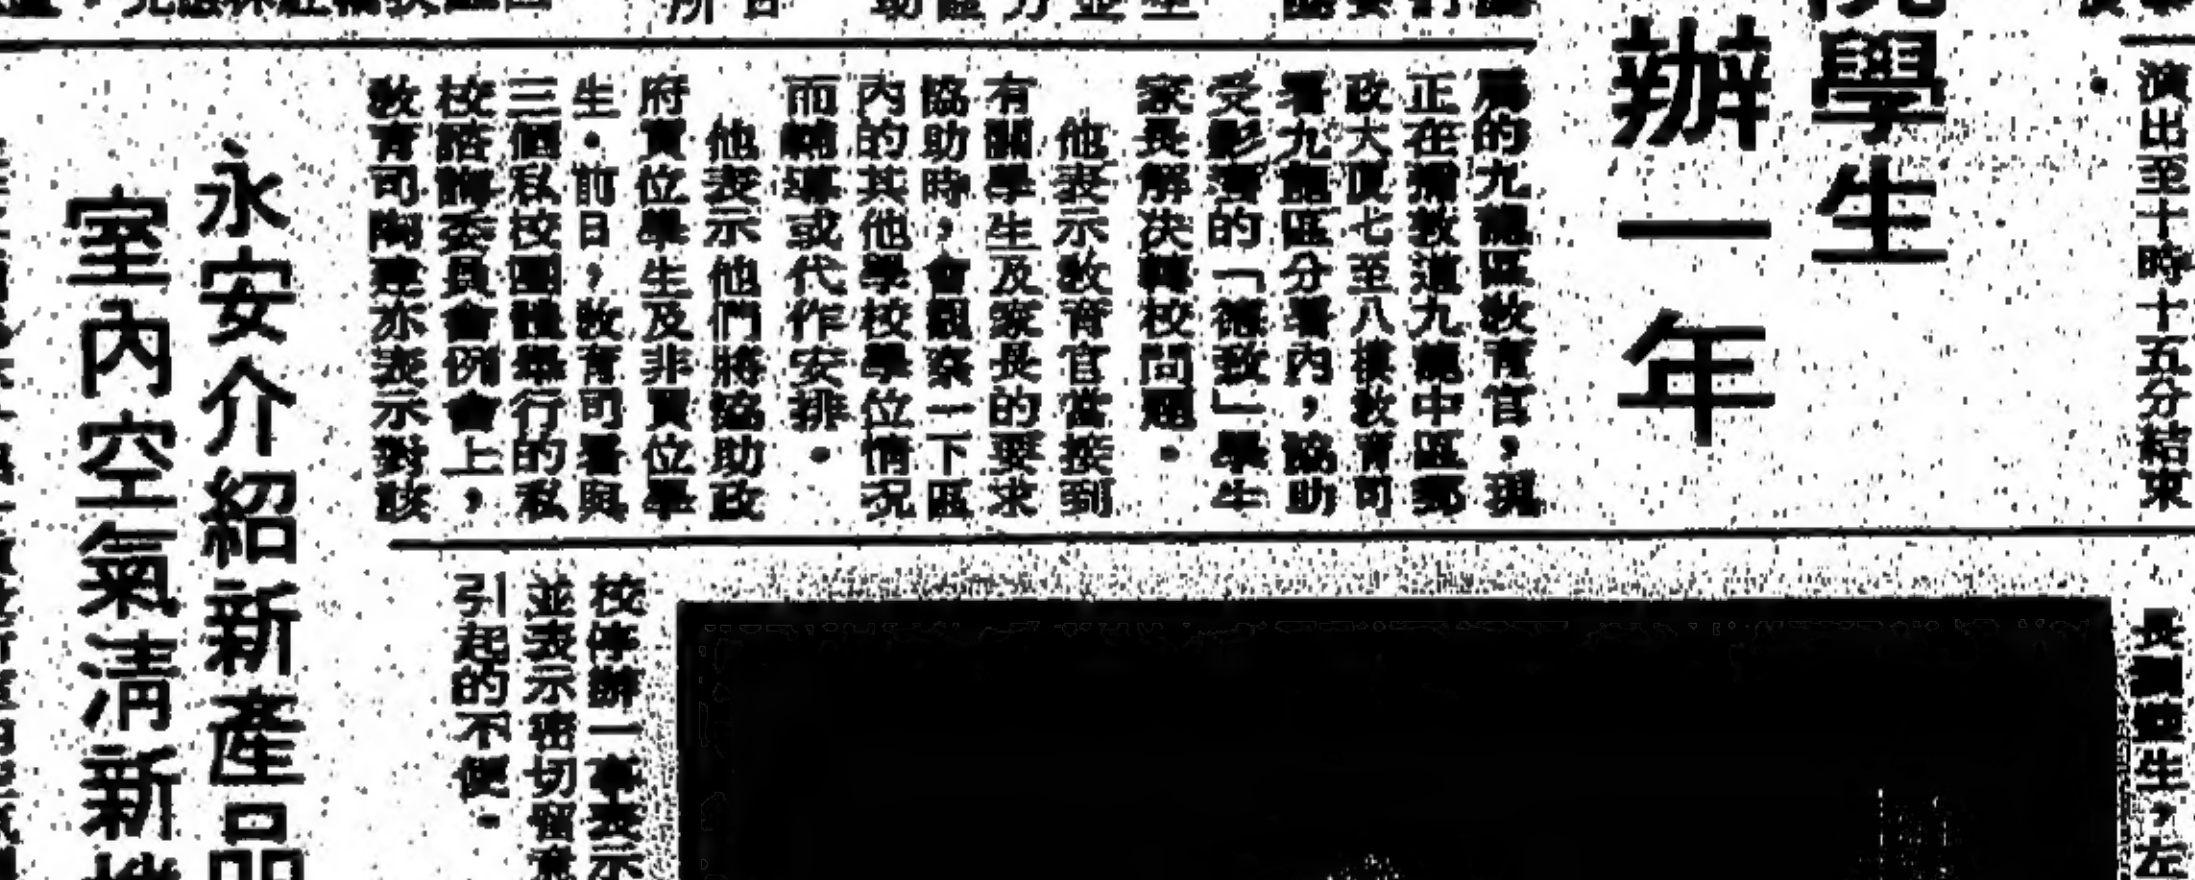 演出至十時十五分結束
學生
辦一年
的九龍區教育官，現
正在彌敦道九龍中區郵
政大廈七至八樓教育司
署九龍區分署內，協助
受影響的「德教」學生
家長解決轉校問題。
他表示教育官當接到
有關學生及家長的要求
協助時，會觀察一下區
內的其他學校學位情況
而輔導或代作安排。
他表示他們將協助政
府買位學生及非買位學
生。前日，教育司署與
三個私校團體舉行的私
校諮詢委員會例會上，
教育司陶建亦表示對該
校停辦一事表示
並表示密切留意
引起的不便。
永安介紹新產品
室內空氣清新機
生，左